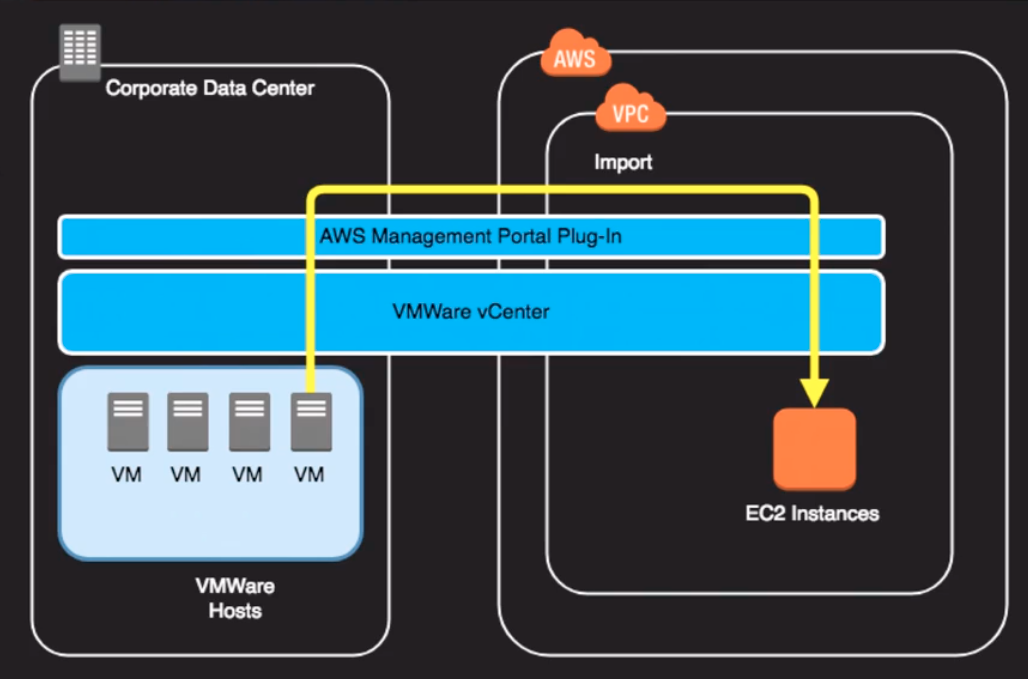 Corporate Data Center
AWS
VPC
Import
AWS Management Portal Plug-In
VMWare vCenter
VM
VM
VM
VM
EC2 Instances
VMWare
Hosts